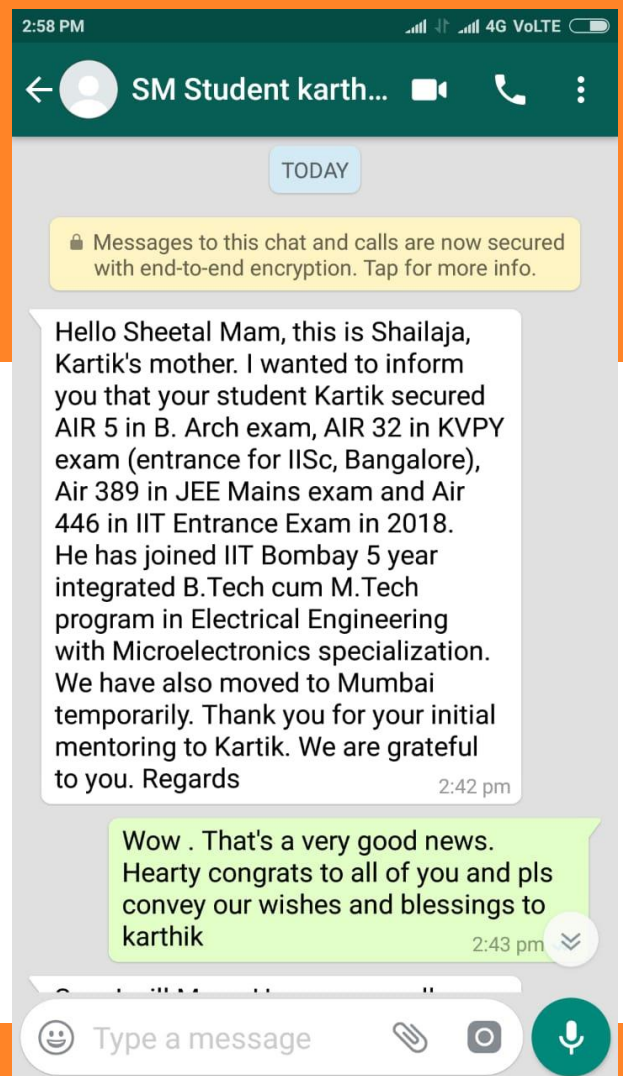 2:58 PM 4G VoLTE
SM Student karth...
TODAY
Messages to this chat and calls are now secured
with end-to-end encryption. Tap for more info.
Hello Sheetal Mam, this is Shailaja,
Kartik's mother. I wanted to inform
you that your student Kartik secured
AIR 5 in B. Arch exam, AIR 32 in KVPY
exam (entrance for IISc, Bangalore),
Air 389 in JEE Mains exam and Air
446 in IIT Entrance Exam in 2018.
He has joined IIT Bombay 5 year
integrated B.Tech cum M.Tech
program in Electrical Engineering
with Microelectronics specialization.
We have also moved to Mumbai
temporarily. Thank you for your initial
mentoring to Kartik. We are grateful
to you. Regards 2:42 pm
Wow . That's a very good news.
Hearty congrats to all of you and pls
convey our wishes and blessings to
karthik 2:43 pm
Type a message